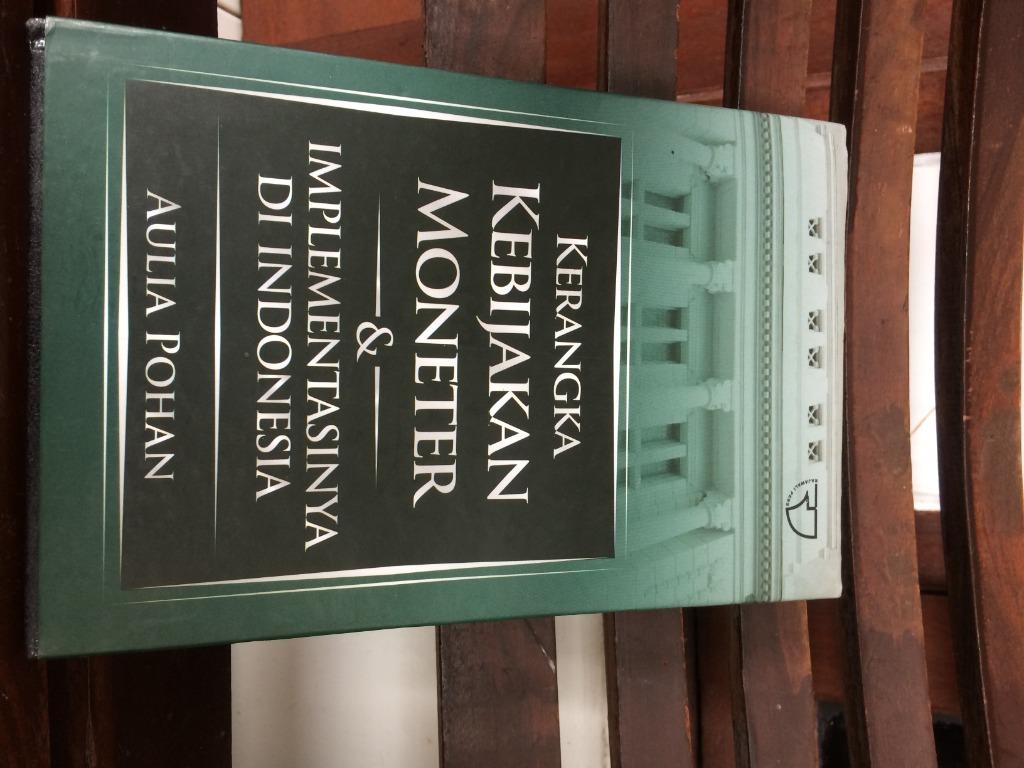 KERANGKA
KEBIJAKAN
MONETER
&
IMPLEMENTASINYA
DI INDONESIA
AULIA POHAN